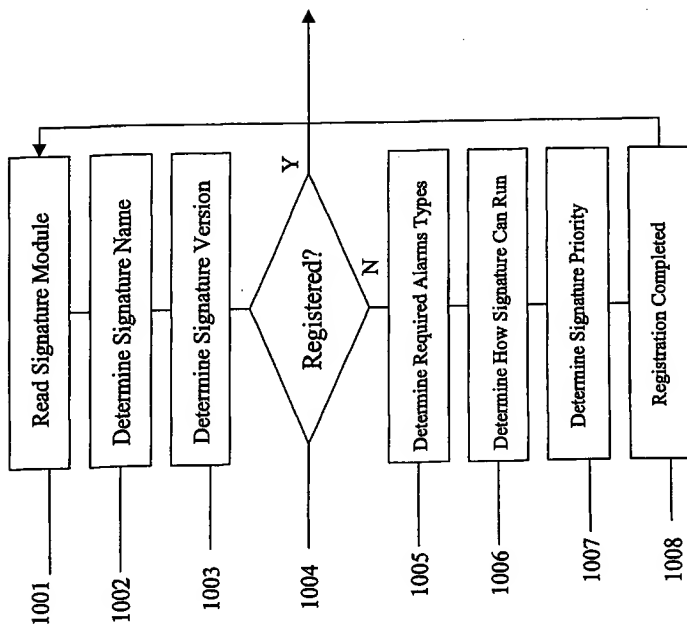 1001
Read Signature Module
1002
Determine Signature Name
1003
Determine Signature Version
1004
Registered?
Y
N
1005
Determine Required Alarms Types
1006
Determine How Signature Can Run
1007
Determine Signature Priority
1008
Registration Completed